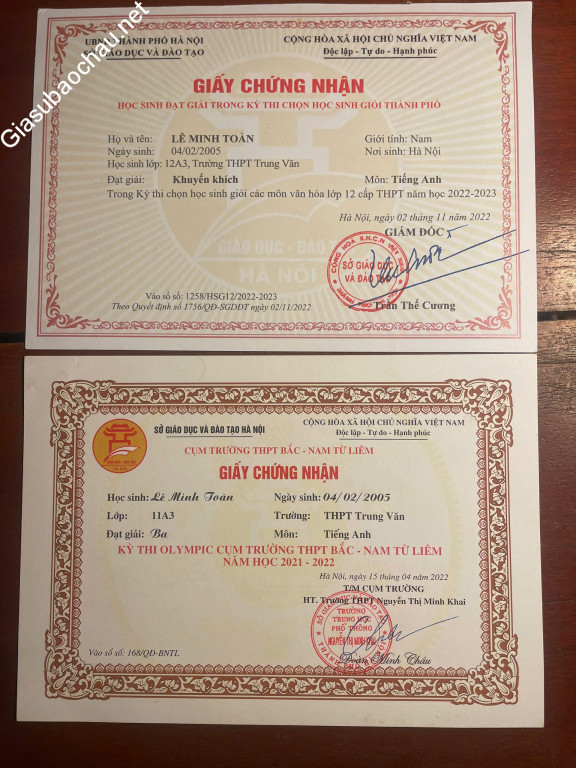 Giasubaochau.net
UBND THÀNH PHỐ HÀ NỘI
SỞ GIÁO DỤC VÀ ĐÀO TẠO
CỘNG HÒA XÃ HỘI CHỦ NGHĨA VIỆT NAM
Độc lập - Tự do - Hạnh phúc
GIẤY CHỨNG NHẬN
HỌC SINH ĐẠT GIẢI TRONG KỲ THI CHỌN HỌC SINH GIỎI THÀNH PHỐ
Họ và tên: LÊ MINH TOÀN Giới tính: Nam
Ngày sinh: 04/02/2005 Nơi sinh: Hà Nội
Học sinh lớp: 12A3, Trường THPT Trung Văn
Đạt giải: Khuyến khích Môn: Tiếng Anh
Trong Kỳ thi chọn học sinh giỏi các môn văn hóa lớp 12 cấp THPT năm học 2022-2023
Hà Nội, ngày 02 tháng 11 năm 2022
GIÁM ĐỐC
GIÁO DỤC - ĐÀO
HÀ NỘI
CỘNG HÒA X.H.C.N VIỆT NAM
SỞ GIÁO DỤC
VÀ ĐÀO TẠO
THÀNH PHỐ
Trần Thế Cương
Vào sổ số: 1258/HSG12/2022-2023
Theo Quyết định số 1756/QĐ-SGDĐT ngày 02/11/2022
SỞ GIÁO DỤC VÀ ĐÀO TẠO HÀ NỘI
CỘNG HÒA XÃ HỘI CHỦ NGHĨA VIỆT NAM
Độc lập - Tự do - Hạnh phúc
CỤM TRƯỜNG THPT BẮC - NAM TỪ LIÊM
GIẤY CHỨNG NHẬN
Học sinh: Lê Minh Toàn Ngày sinh: 04/02/2005
Lớp: 11A3 Trường: THPT Trung Văn
Đạt giải: Ba Môn: Tiếng Anh
KỲ THI OLYMPIC CỤM TRƯỜNG THPT BẮC - NAM TỪ LIÊM
NĂM HỌC 2021 - 2022
Hà Nội, ngày 15 tháng 04 năm 2022
T/M CỤM TRƯỜNG
HT. Trường THPT Nguyễn Thị Minh Khai
TRƯỜNG
TRUNG HỌC
PHỔ THÔNG
NGUYỄN THỊ MINH KHAI
Đoàn Minh Châu
Vào sổ số: 168/QĐ-BNTL